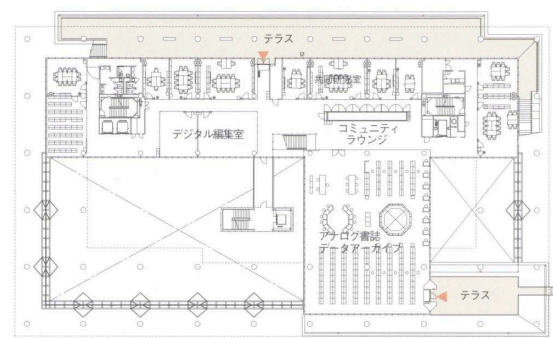 テラス
共同研究室
デジタル編集室
コミュニティ
ラウンジ
アナログ書誌
データアーカイブ
テラス